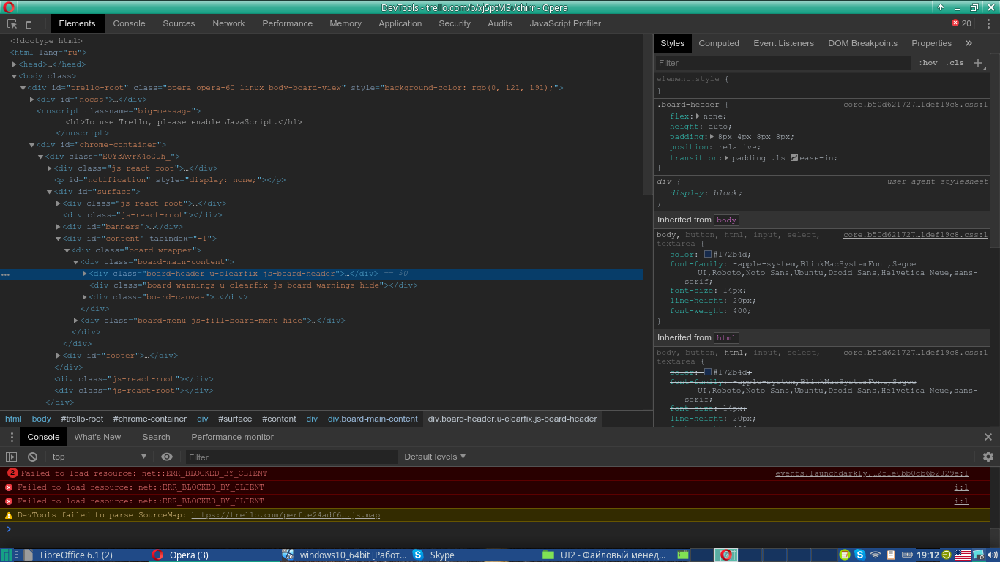 DevTools - trello.com/b/xj5ptMSi/chirr - Opera
Elements Console Sources Network Performance Memory Application Security Audits JavaScript Profiler 20
<!doctype html>
<html lang="ru">
<head>…</head>
<body class>
<div id="trello-root" class="opera opera-60 linux body-board-view" style="background-color: rgb(0, 121, 191);">
<div id="nocss">…</div>
<noscript classname="big-message">
<h1>To use Trello, please enable JavaScript.</h1>
</noscript>
<div id="chrome-container">
<div class="E0Y3AvrK4oGUh_">
<div class="js-react-root">…</div>
<p id="notification" style="display: none;"></p>
<div id="surface">
<div class="js-react-root">…</div>
<div class="js-react-root"></div>
<div id="banners">…</div>
<div id="content" tabindex="-1">
<div class="board-wrapper">
<div class="board-main-content">
<div class="board-header u-clearfix js-board-header">…</div> == $0
<div class="board-warnings u-clearfix js-board-warnings hide"></div>
<div class="board-canvas">…</div>
</div>
<div class="board-menu js-fill-board-menu hide">…</div>
</div>
</div>
<div id="footer">…</div>
</div>
<div class="js-react-root"></div>
<div class="js-react-root"></div>
</div>
html body #trello-root #chrome-container div #surface #content div div.board-main-content div.board-header.u-clearfix.js-board-header
Styles Computed Event Listeners DOM Breakpoints Properties »
Filter :hov .cls +
element.style {
}
.board-header { core.b50d621727…1def19c8.css:1
flex: none;
height: auto;
padding: 8px 4px 8px 8px;
position: relative;
transition: padding .1s ease-in;
}
div { user agent stylesheet
display: block;
}
Inherited from body
body, button, html, input, select, core.b50d621727…1def19c8.css:1
textarea {
color: #172b4d;
font-family: -apple-system,BlinkMacSystemFont,Segoe
UI,Roboto,Noto Sans,Ubuntu,Droid Sans,Helvetica Neue,sans-
serif;
font-size: 14px;
line-height: 20px;
font-weight: 400;
}
Inherited from html
body, button, html, input, select, core.b50d621727…1def19c8.css:1
textarea {
color: #172b4d;
font-family: -apple-system,BlinkMacSystemFont,Segoe
UI,Roboto,Noto Sans,Ubuntu,Droid Sans,Helvetica Neue,sans-
serif;
font-size: 14px;
line-height: 20px;
Console What's New Search Performance monitor
top Filter Default levels
2 Failed to load resource: net::ERR_BLOCKED_BY_CLIENT events.launchdarkly.…2f1e0bb0cb6b2829e:1
Failed to load resource: net::ERR_BLOCKED_BY_CLIENT i:1
Failed to load resource: net::ERR_BLOCKED_BY_CLIENT i:1
DevTools failed to parse SourceMap: https://trello.com/perf.e24adf6….js.map
LibreOffice 6.1 (2) Opera (3) windows10_64bit [Работ... Skype UI2 - Файловый менед... 19:12